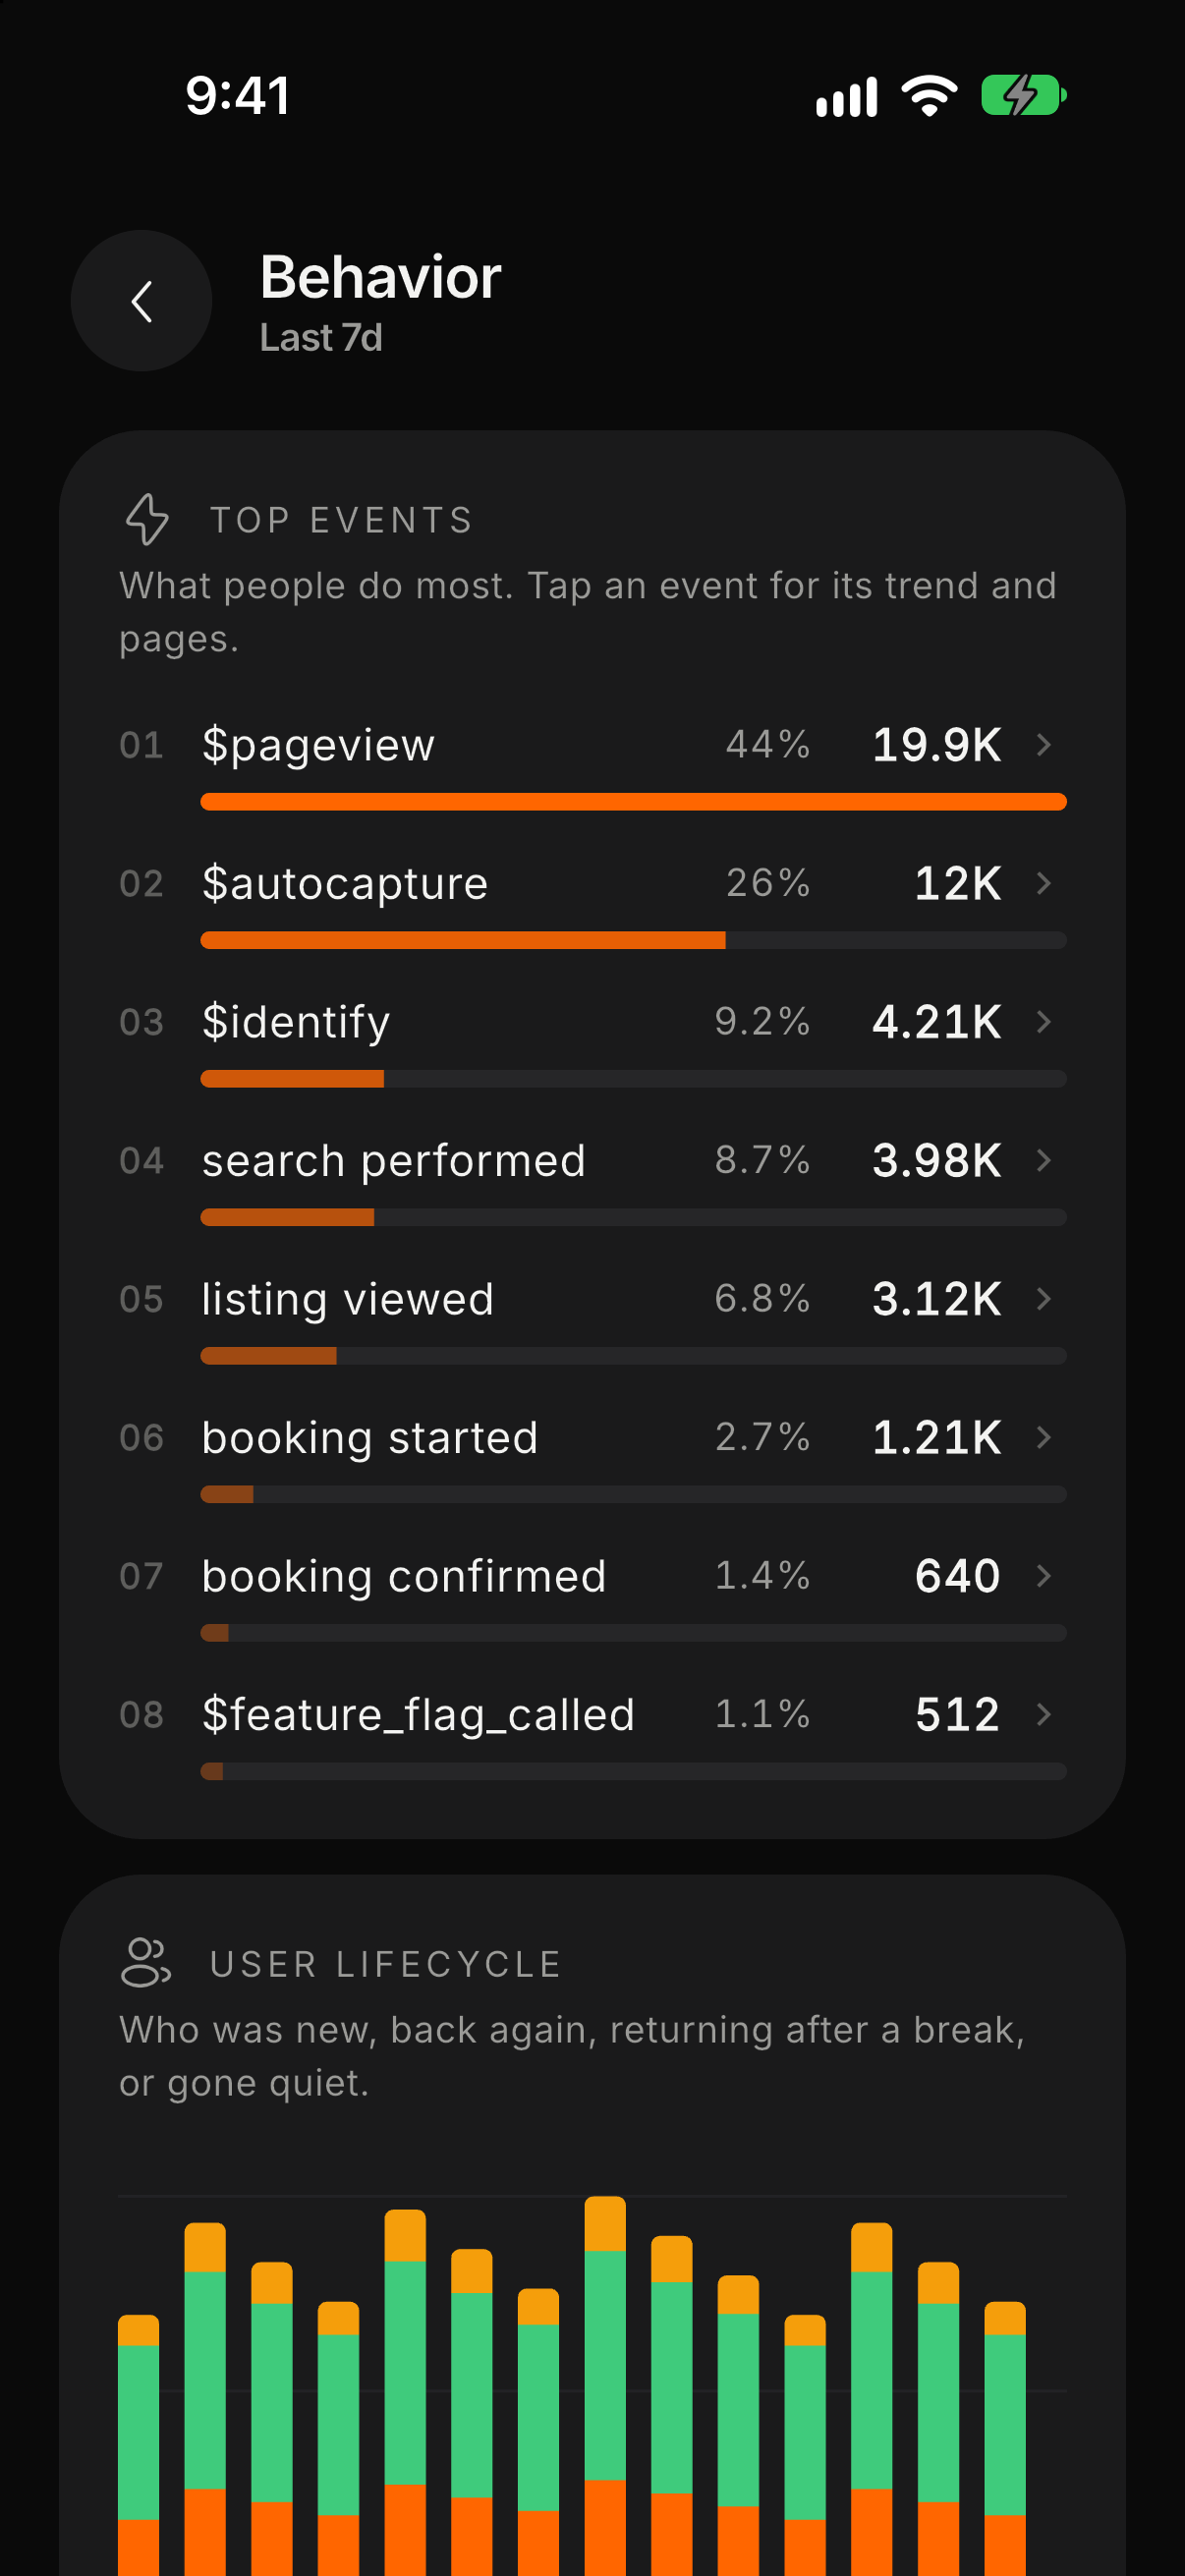 9:41
Behavior
Last 7d
TOP EVENTS
What people do most. Tap an event for its trend and
pages.
01 $pageview 44% 19.9K
02 $autocapture 26% 12K
03 $identify 9.2% 4.21K
04 search performed 8.7% 3.98K
05 listing viewed 6.8% 3.12K
06 booking started 2.7% 1.21K
07 booking confirmed 1.4% 640
08 $feature_flag_called 1.1% 512
USER LIFECYCLE
Who was new, back again, returning after a break,
or gone quiet.